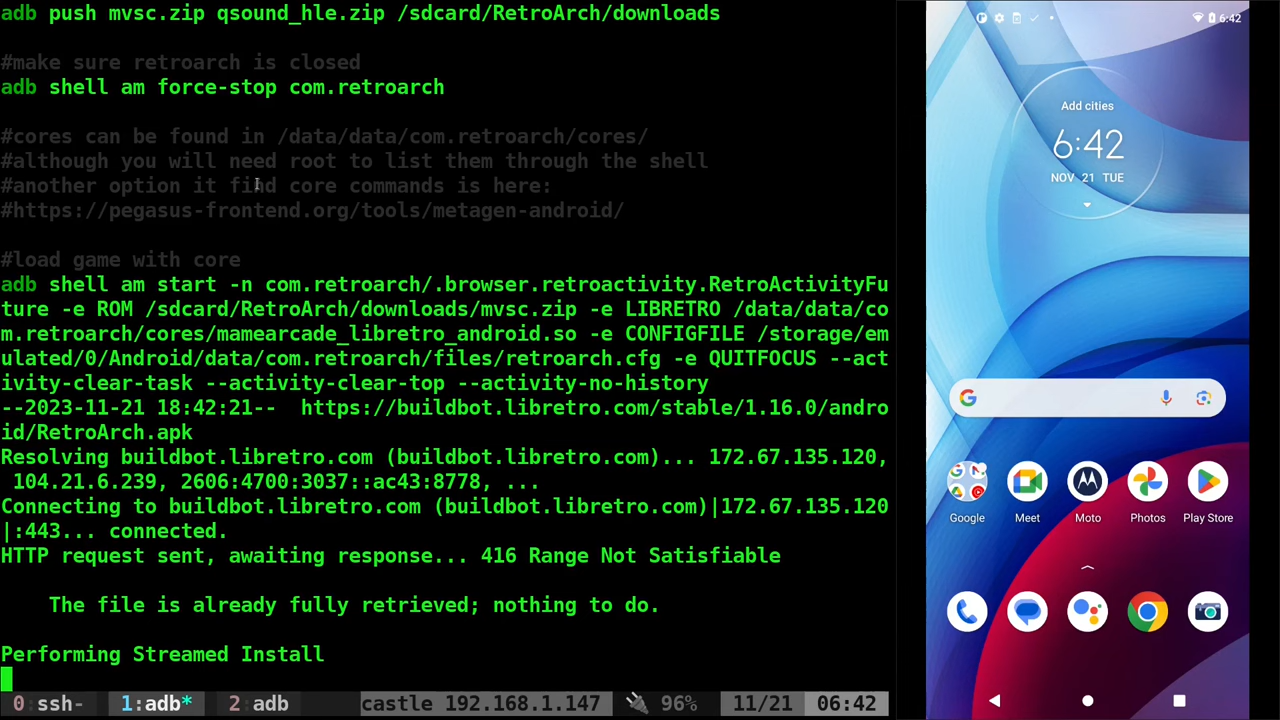 adb push mvsc.zip qsound_hle.zip /sdcard/RetroArch/downloads
#make sure retroarch is closed
adb shell am force-stop com.retroarch
#cores can be found in /data/data/com.retroarch/cores/
#although you will need root to list them through the shell
#another option it find core commands is here:
#https://pegasus-frontend.org/tools/metagen-android/
#load game with core
adb shell am start -n com.retroarch/.browser.retroactivity.RetroActivityFu
ture -e ROM /sdcard/RetroArch/downloads/mvsc.zip -e LIBRETRO /data/data/co
m.retroarch/cores/mamearcade_libretro_android.so -e CONFIGFILE /storage/em
ulated/0/Android/data/com.retroarch/files/retroarch.cfg -e QUITFOCUS --act
ivity-clear-task --activity-clear-top --activity-no-history
--2023-11-21 18:42:21--  https://buildbot.libretro.com/stable/1.16.0/andro
id/RetroArch.apk
Resolving buildbot.libretro.com (buildbot.libretro.com)... 172.67.135.120,
 104.21.6.239, 2606:4700:3037::ac43:8778, ...
Connecting to buildbot.libretro.com (buildbot.libretro.com)|172.67.135.120
|:443... connected.
HTTP request sent, awaiting response... 416 Range Not Satisfiable
    The file is already fully retrieved; nothing to do.
Performing Streamed Install
0:ssh- 1:adb* 2:adb castle 192.168.1.147 96% 11/21 06:42
6:42
Add cities
6:42
NOV 21 TUE
Google Meet Moto Photos Play Store